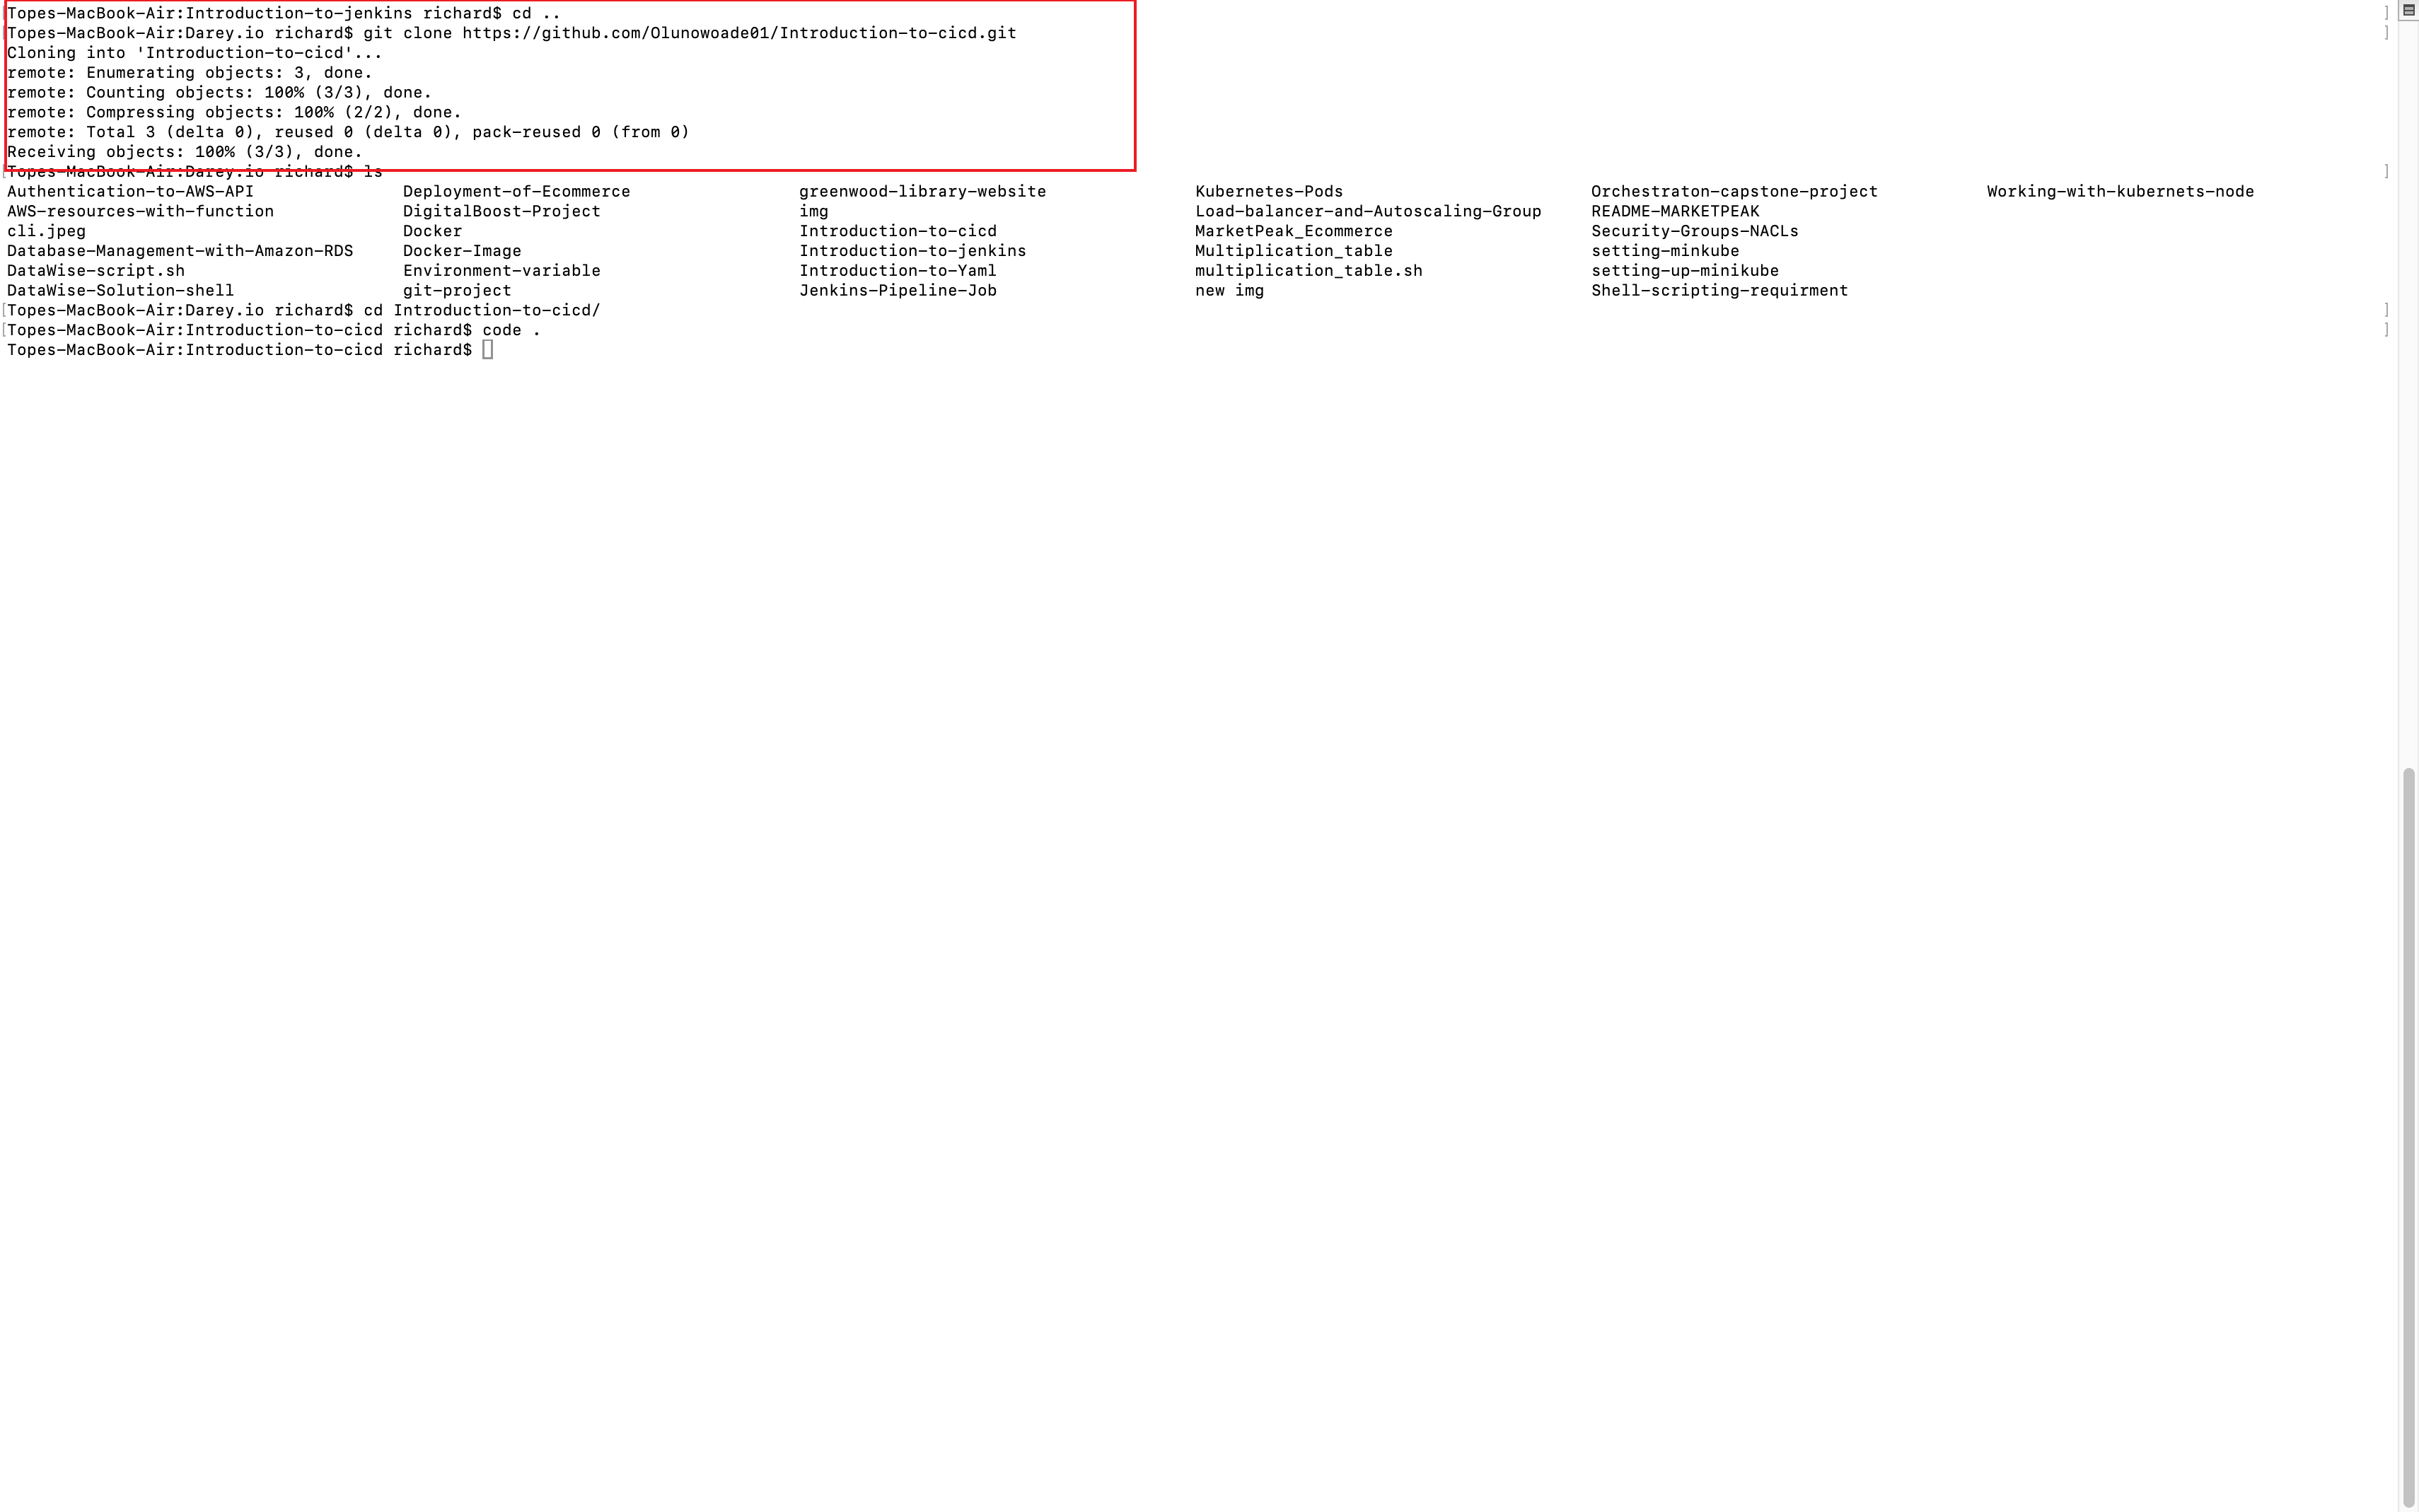 Topes-MacBook-Air:Introduction-to-jenkins richard$ cd ..
Topes-MacBook-Air:Darey.io richard$ git clone https://github.com/Olunowoade01/Introduction-to-cicd.git
Cloning into 'Introduction-to-cicd'...
remote: Enumerating objects: 3, done.
remote: Counting objects: 100% (3/3), done.
remote: Compressing objects: 100% (2/2), done.
remote: Total 3 (delta 0), reused 0 (delta 0), pack-reused 0 (from 0)
Receiving objects: 100% (3/3), done.
[Topes-MacBook-Air:Darey.io richard$ ls ]
Authentication-to-AWS-API Deployment-of-Ecommerce greenwood-library-website Kubernetes-Pods Orchestraton-capstone-project Working-with-kubernets-node
AWS-resources-with-function DigitalBoost-Project img Load-balancer-and-Autoscaling-Group README-MARKETPEAK
cli.jpeg Docker Introduction-to-cicd MarketPeak_Ecommerce Security-Groups-NACLs
Database-Management-with-Amazon-RDS Docker-Image Introduction-to-jenkins Multiplication_table setting-minkube
DataWise-script.sh Environment-variable Introduction-to-Yaml multiplication_table.sh setting-up-minikube
DataWise-Solution-shell git-project Jenkins-Pipeline-Job new img Shell-scripting-requirment
[Topes-MacBook-Air:Darey.io richard$ cd Introduction-to-cicd/ ]
[Topes-MacBook-Air:Introduction-to-cicd richard$ code . ]
Topes-MacBook-Air:Introduction-to-cicd richard$